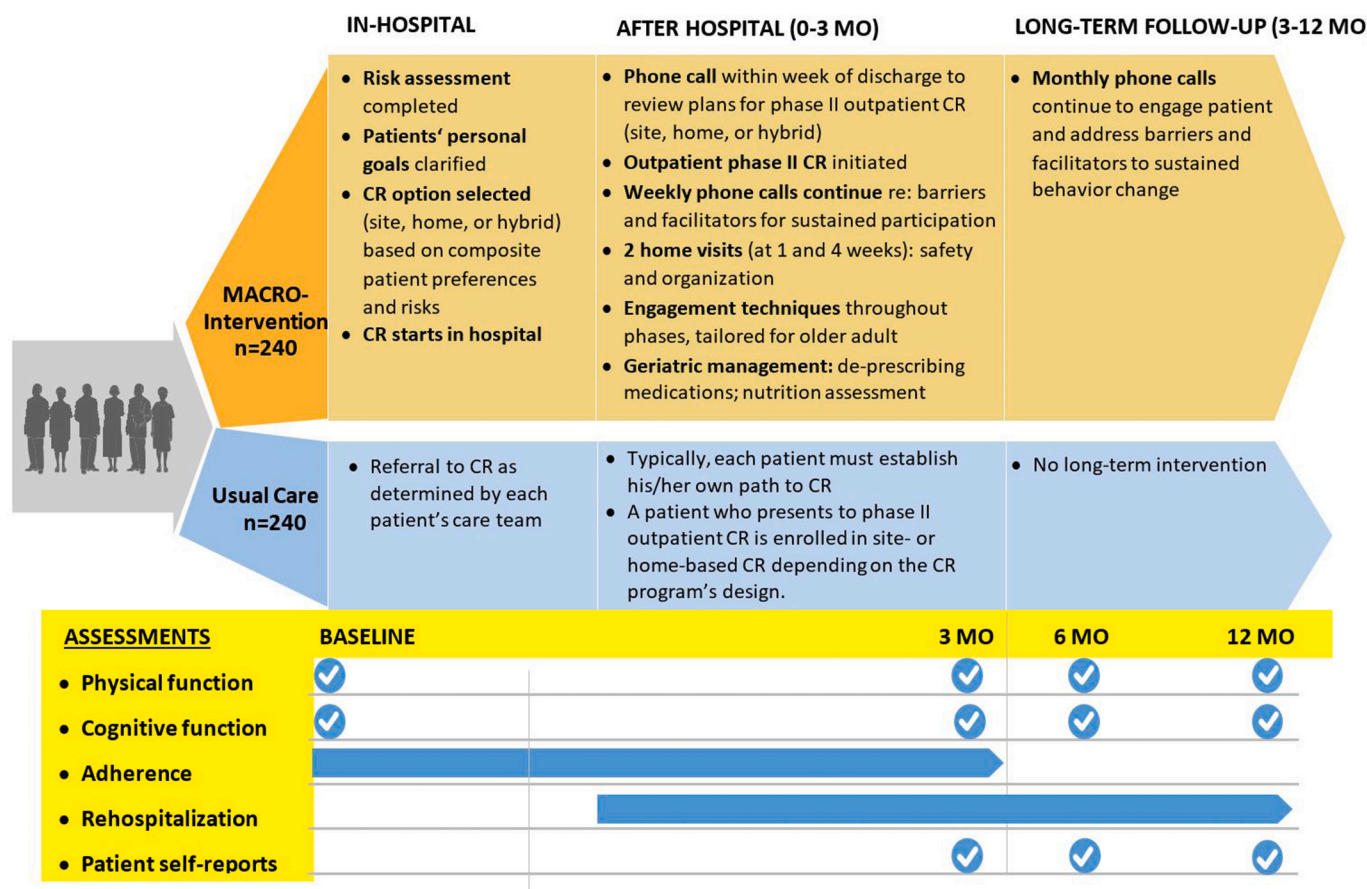 IN-HOSPITAL
AFTER HOSPITAL (0-3 MO)
LONG-TERM FOLLOW-UP (3-12 MO
MACRO-
Intervention
n=240
• Risk assessment
completed
• Patients‘ personal
goals clarified
• CR option selected
(site, home, or hybrid)
based on composite
patient preferences
and risks
• CR starts in hospital
• Phone call within week of discharge to
review plans for phase II outpatient CR
(site, home, or hybrid)
• Outpatient phase II CR initiated
• Weekly phone calls continue re: barriers
and facilitators for sustained participation
• 2 home visits (at 1 and 4 weeks): safety
and organization
• Engagement techniques throughout
phases, tailored for older adult
• Geriatric management: de-prescribing
medications; nutrition assessment
• Monthly phone calls
continue to engage patient
and address barriers and
facilitators to sustained
behavior change
Usual Care
n=240
• Referral to CR as
determined by each
patient’s care team
• Typically, each patient must establish
his/her own path to CR
• A patient who presents to phase II
outpatient CR is enrolled in site- or
home-based CR depending on the CR
program’s design.
• No long-term intervention
ASSESSMENTS
BASELINE
3 MO
6 MO
12 MO
• Physical function
• Cognitive function
• Adherence
• Rehospitalization
• Patient self-reports